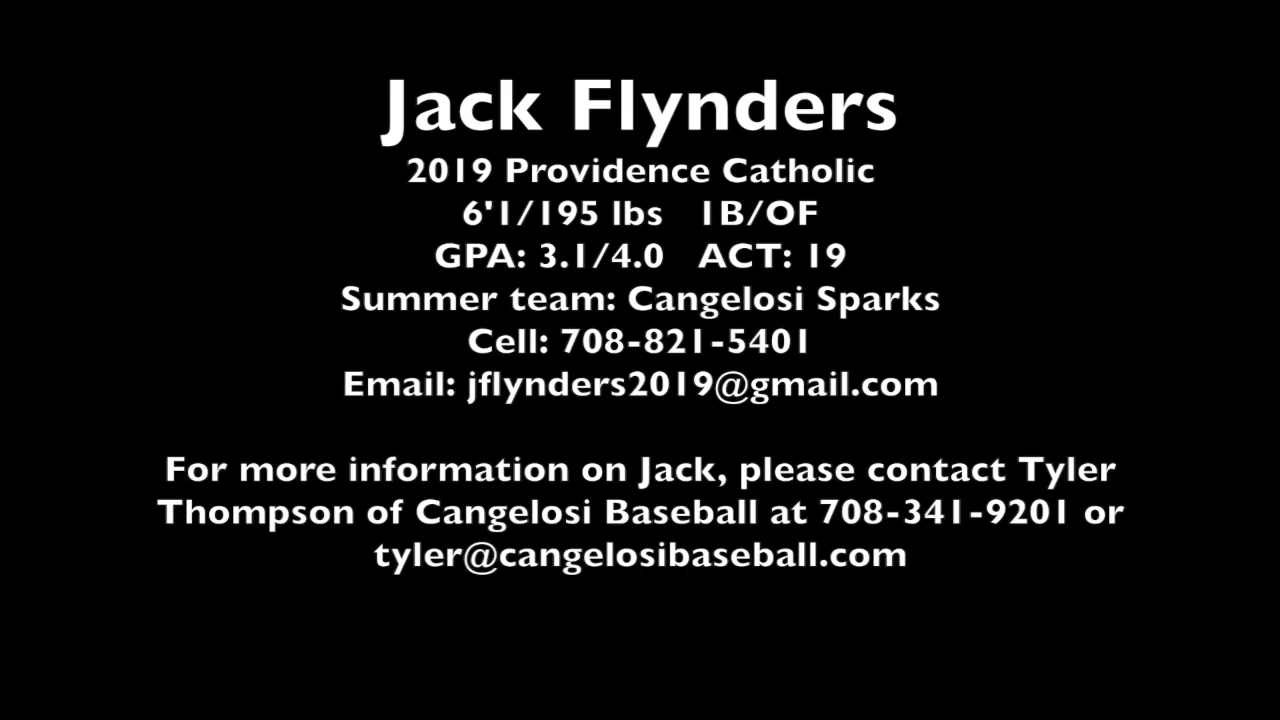 Jack Flynders
2019 Providence Catholic
6'1/195 lbs   1B/OF
GPA: 3.1/4.0   ACT: 19
Summer team: Cangelosi Sparks
Cell: 708-821-5401
Email: jflynders2019@gmail.com
For more information on Jack, please contact Tyler
Thompson of Cangelosi Baseball at 708-341-9201 or
tyler@cangelosibaseball.com